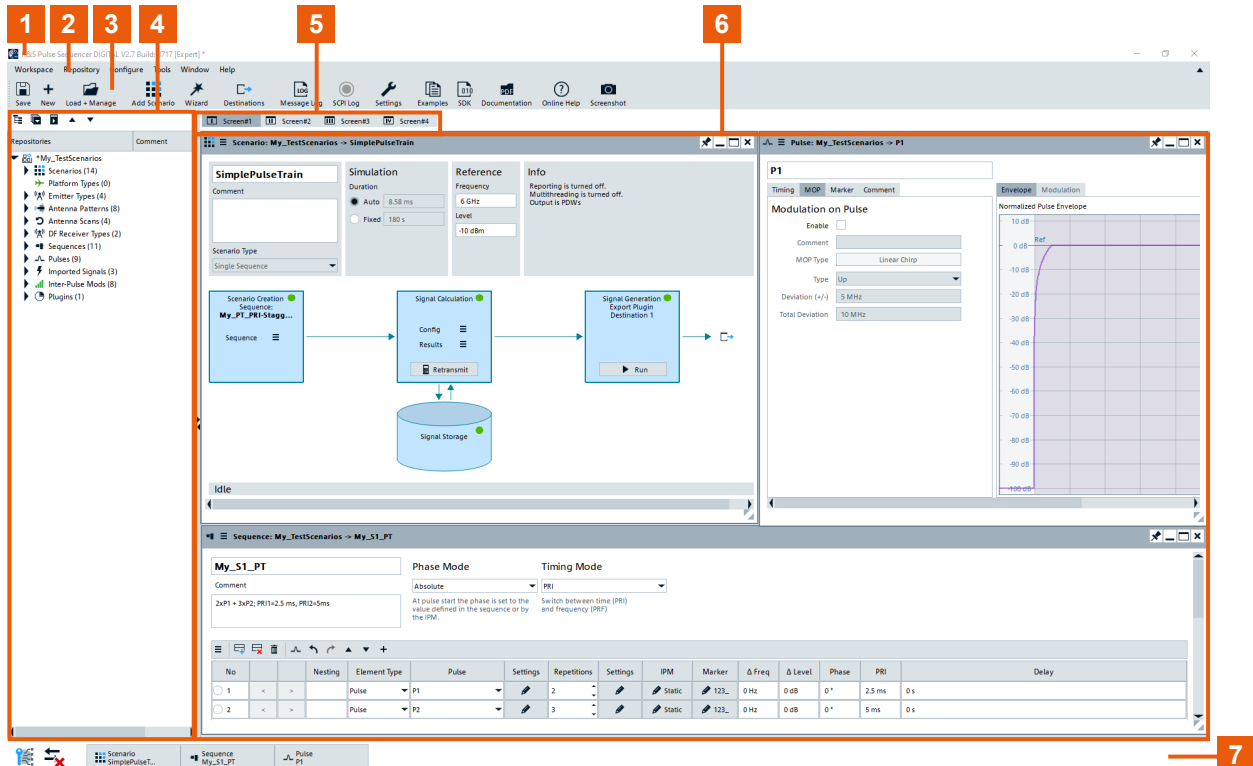 1 2 3 4 5 6
R&S Pulse Sequencer DIGITAL V2.7 Build 3717 [Expert] *
Workspace Repository Configure Tools Window Help
Save New Load + Manage Add Scenario Wizard Destinations Message Log SCPI Log Settings Examples SDK Documentation Online Help Screenshot
LOG 010 PDF
I Screen#1 II Screen#2 III Screen#3 IV Screen#4
Repositories Comment
*My_TestScenarios
Scenarios (14)
Platform Types (0)
Emitter Types (4)
Antenna Patterns (8)
Antenna Scans (4)
DF Receiver Types (2)
Sequences (11)
Pulses (9)
Imported Signals (3)
Inter-Pulse Mods (8)
Plugins (1)
Scenario: My_TestScenarios -> SimplePulseTrain
SimplePulseTrain
Comment
Scenario Type
Single Sequence
Simulation
Duration
Auto 8.58 ms
Fixed 180 s
Reference
Frequency
6 GHz
Level
-10 dBm
Info
Reporting is turned off.
Multithreading is turned off.
Output is PDWs
Scenario Creation
Sequence:
My_PT_PRI-Stagg...
Sequence
Signal Calculation
Config
Results
Retransmit
Signal Generation
Export Plugin
Destination 1
Run
Signal Storage
Idle
Pulse: My_TestScenarios -> P1
P1
Timing MOP Marker Comment
Modulation on Pulse
Enable
Comment
MOP Type Linear Chirp
Type Up
Deviation (+/-) 5 MHz
Total Deviation 10 MHz
Envelope Modulation
Normalized Pulse Envelope
10 dB
0 dB Ref
-10 dB
-20 dB
-30 dB
-40 dB
-50 dB
-60 dB
-70 dB
-80 dB
-90 dB
-100 dB
Sequence: My_TestScenarios -> My_S1_PT
My_S1_PT
Comment
2xP1 + 3xP2; PRI1=2.5 ms, PRI2=5ms
Phase Mode
Absolute
At pulse start the phase is set to the
value defined in the sequence or by
the IPM.
Timing Mode
PRI
Switch between time (PRI)
and frequency (PRF)
No Nesting Element Type Pulse Settings Repetitions Settings IPM Marker Δ Freq Δ Level Phase PRI Delay
1 < > Pulse P1 2 Static 123_ 0 Hz 0 dB 0 ° 2.5 ms 0 s
2 < > Pulse P2 3 Static 123_ 0 Hz 0 dB 0 ° 5 ms 0 s
Scenario
SimplePulseT...
Sequence
My_S1_PT
Pulse
P1
7